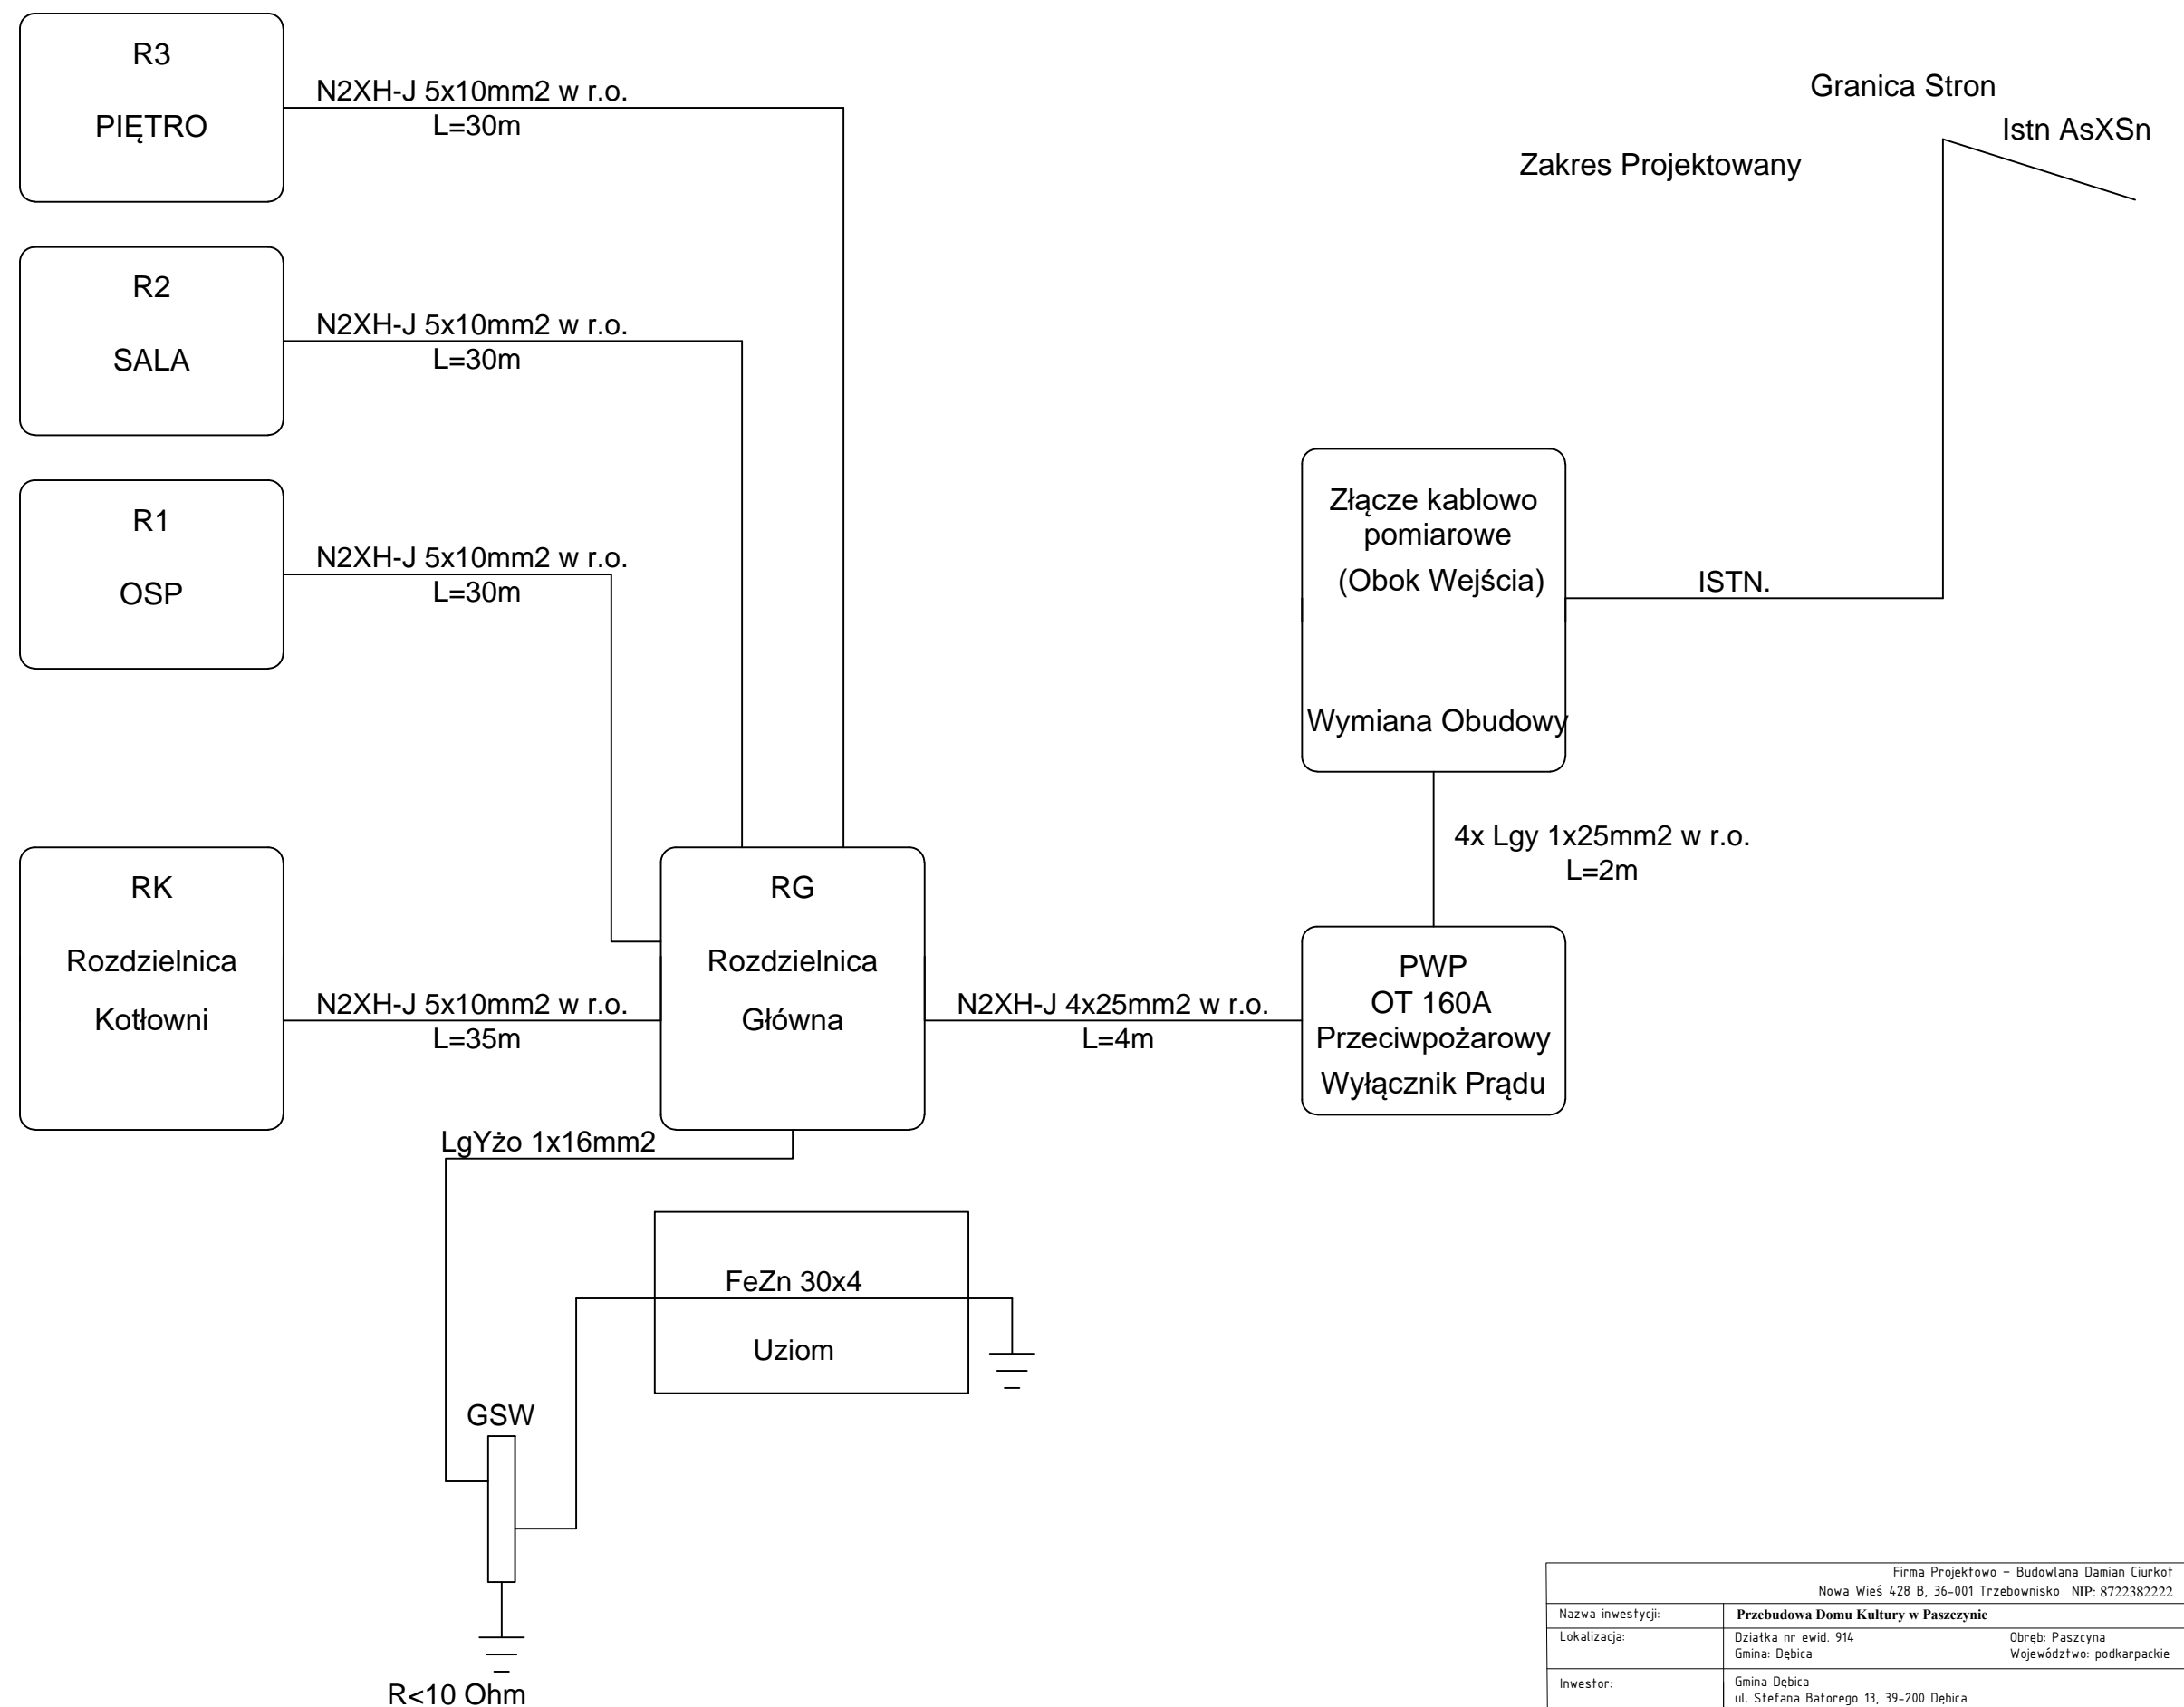 R3
PIĘTRO
N2XH-J 5x10mm2 w r.o.
L=30m
Granica Stron
Istn AsXSn
Zakres Projektowany
R2
SALA
N2XH-J 5x10mm2 w r.o.
L=30m
R1
OSP
N2XH-J 5x10mm2 w r.o.
L=30m
Złącze kablowo
pomiarowe
(Obok Wejścia)
Wymiana Obudowy
ISTN.
4x Lgy 1x25mm2 w r.o.
L=2m
RK
Rozdzielnica
Kotłowni
N2XH-J 5x10mm2 w r.o.
L=35m
RG
Rozdzielnica
Główna
N2XH-J 4x25mm2 w r.o.
L=4m
PWP
OT 160A
Przeciwpożarowy
Wyłącznik Prądu
LgYżo 1x16mm2
FeZn 30x4
Uziom
GSW
R<10 Ohm
Firma Projektowo – Budowlana Damian Ciurkot
Nowa Wieś 428 B, 36-001 Trzebownisko NIP: 8722382222
Nazwa inwestycji: Przebudowa Domu Kultury w Paszczynie
Lokalizacja: Działka nr ewid. 914 Obręb: Paszcyna
Gmina: Dębica Województwo: podkarpackie
Inwestor: Gmina Dębica
ul. Stefana Batorego 13, 39-200 Dębica